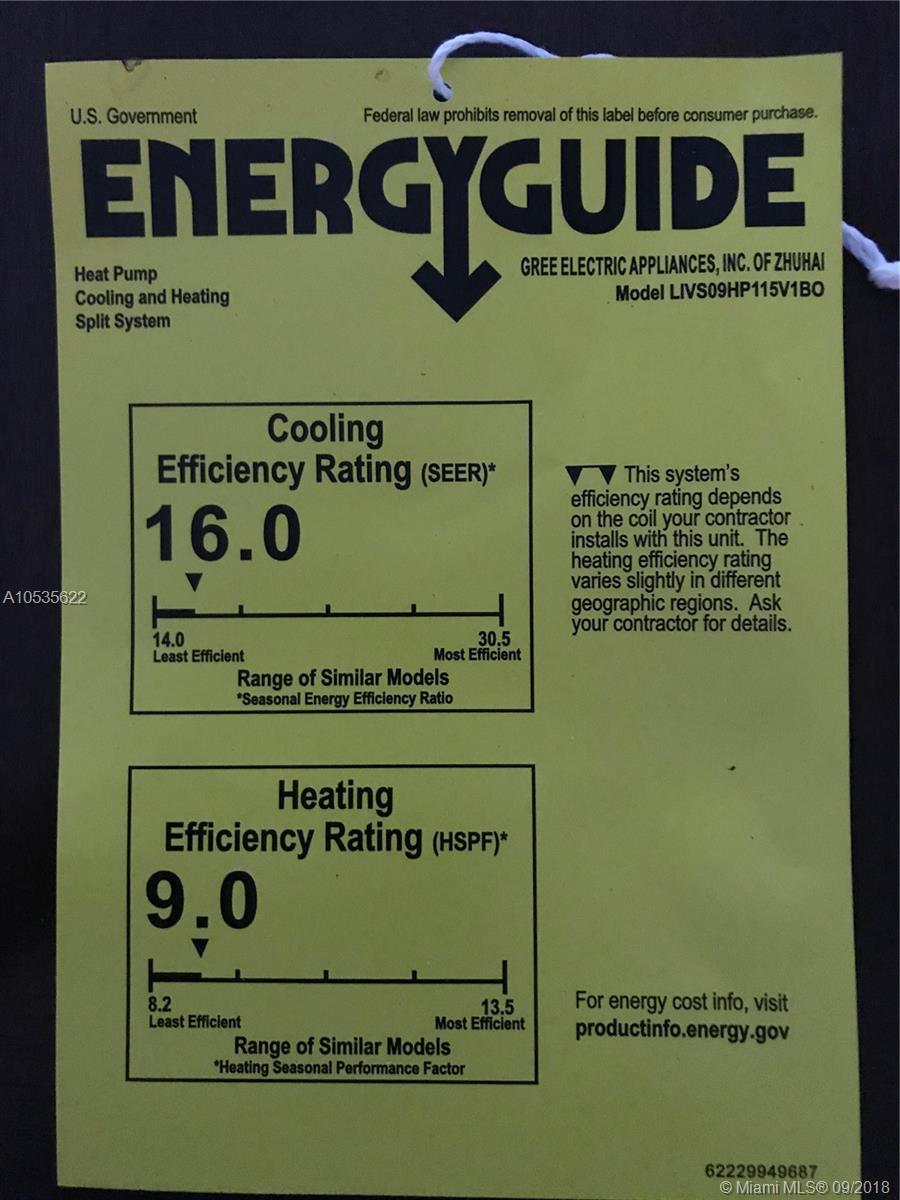 U.S. Government
Federal law prohibits removal of this label before consumer purchase.
ENERGYGUIDE
Heat Pump
Cooling and Heating
Split System
GREE ELECTRIC APPLIANCES, INC. OF ZHUHAI
Model LIVS09HP115V1BO
Cooling
Efficiency Rating (SEER)*
16.0
14.0
30.5
Least Efficient
Most Efficient
Range of Similar Models
*Seasonal Energy Efficiency Ratio
This system's
efficiency rating depends
on the coil your contractor
installs with this unit. The
heating efficiency rating
varies slightly in different
geographic regions. Ask
your contractor for details.
A10535622
Heating
Efficiency Rating (HSPF)*
9.0
8.2
13.5
Least Efficient
Most Efficient
Range of Similar Models
*Heating Seasonal Performance Factor
For energy cost info, visit
productinfo.energy.gov
62229949687
© Miami MLS® 09/2018